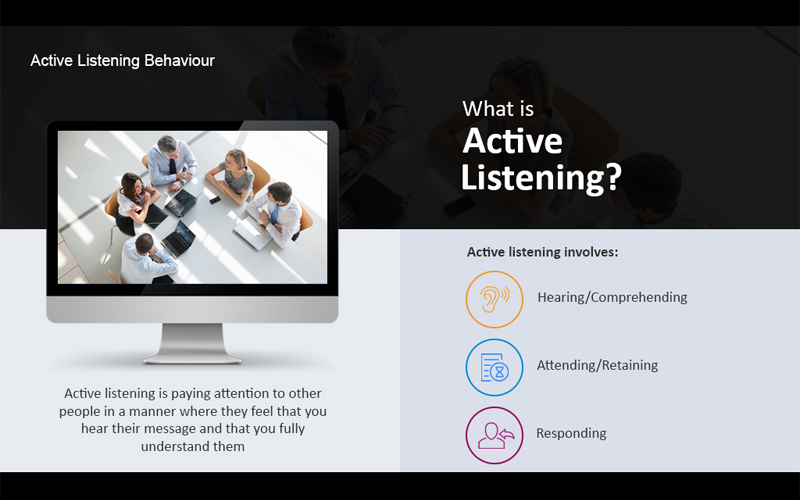 Active Listening Behaviour
What is
Active
Listening?
Active listening is paying attention to other
people in a manner where they feel that you
hear their message and that you fully
understand them
Active listening involves:
Hearing/Comprehending
Attending/Retaining
Responding